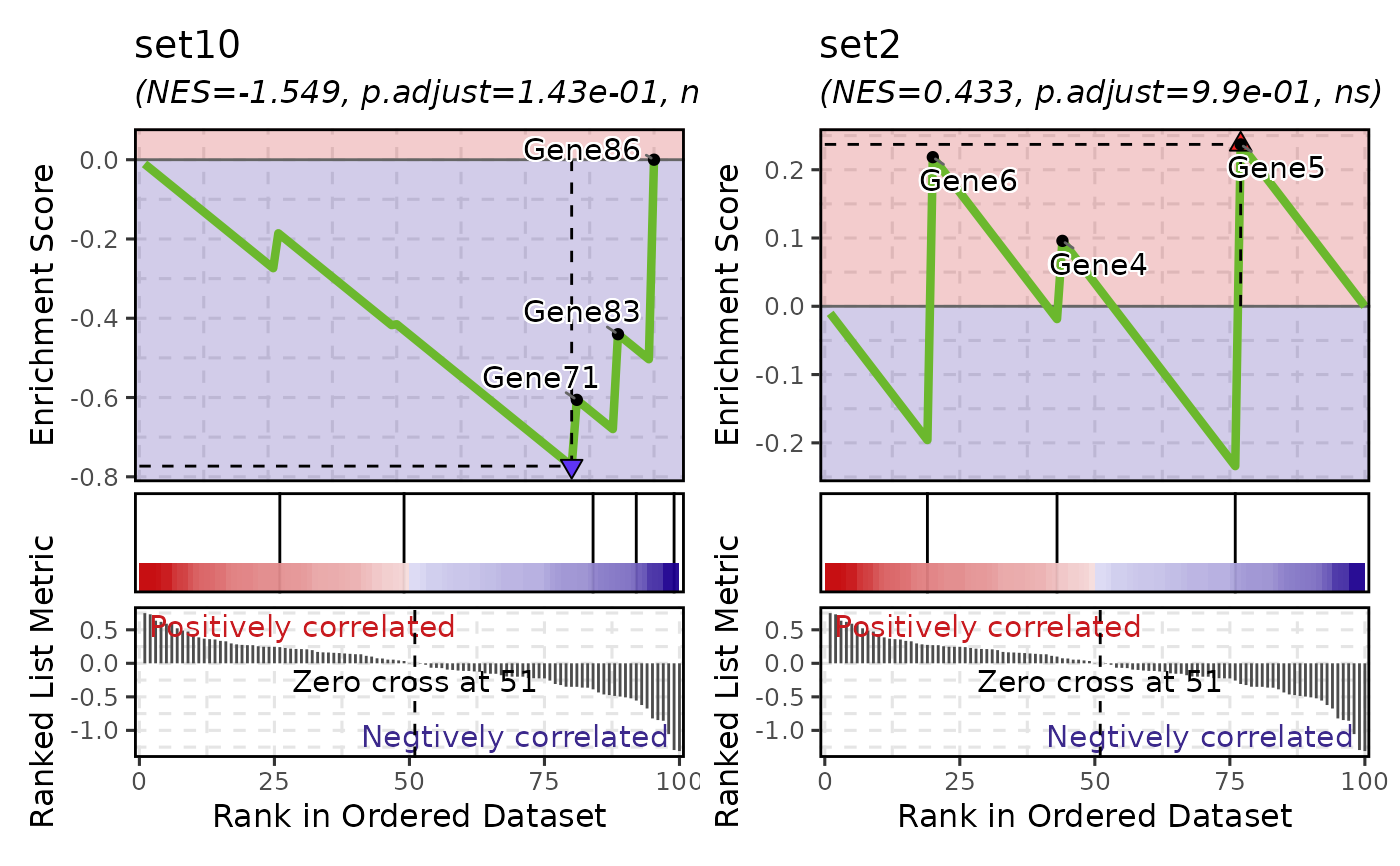 set10
(NES=-1.549, p.adjust=1.43e-01, n
Enrichment Score
0.0
-0.2
-0.4
-0.6
-0.8
Gene86
Gene83
Gene71
Ranked List Metric
0.5
0.0
-0.5
-1.0
Positively correlated
Zero cross at 51
Negtively correlated
0 25 50 75 100
Rank in Ordered Dataset
set2
(NES=0.433, p.adjust=9.9e-01, ns)
Enrichment Score
0.2
0.1
0.0
-0.1
-0.2
Gene5
Gene6
Gene4
Ranked List Metric
0.5
0.0
-0.5
-1.0
Positively correlated
Zero cross at 51
Negtively correlated
0 25 50 75 100
Rank in Ordered Dataset